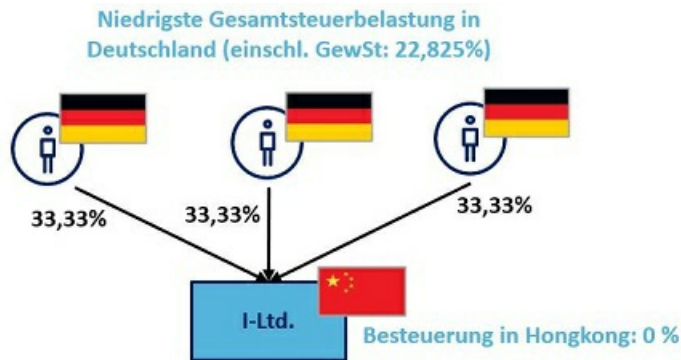 Niedrigste Gesamtsteuerbelastung in
Deutschland (einschl. GewSt: 22,825%)
33,33%
33,33%
33,33%
I-Ltd.
Besteuerung in Hongkong: 0 %